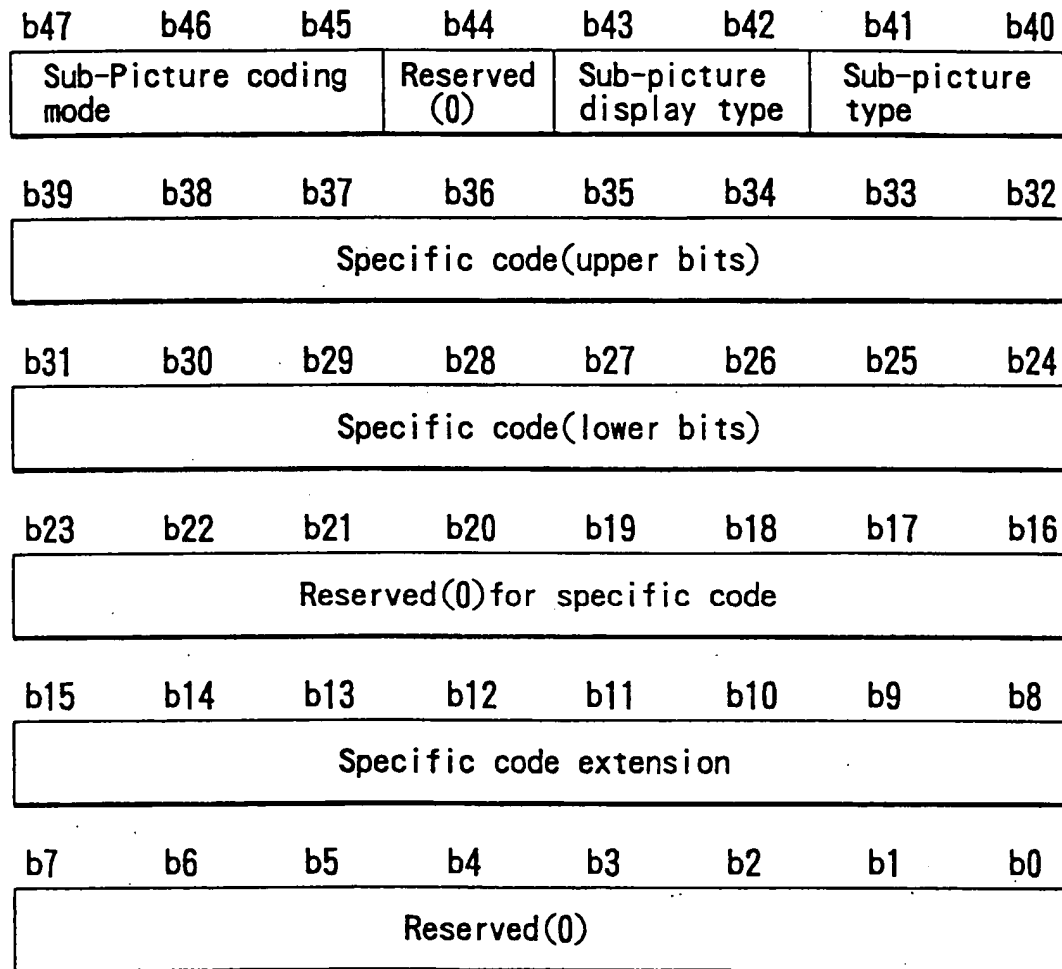 b47 b46 b45 b44 b43 b42 b41 b40
Sub-Picture coding mode Reserved (0) Sub-picture display type Sub-picture type
b39 b38 b37 b36 b35 b34 b33 b32
Specific code(upper bits)
b31 b30 b29 b28 b27 b26 b25 b24
Specific code(lower bits)
b23 b22 b21 b20 b19 b18 b17 b16
Reserved(0)for specific code
b15 b14 b13 b12 b11 b10 b9 b8
Specific code extension
b7 b6 b5 b4 b3 b2 b1 b0
Reserved(0)